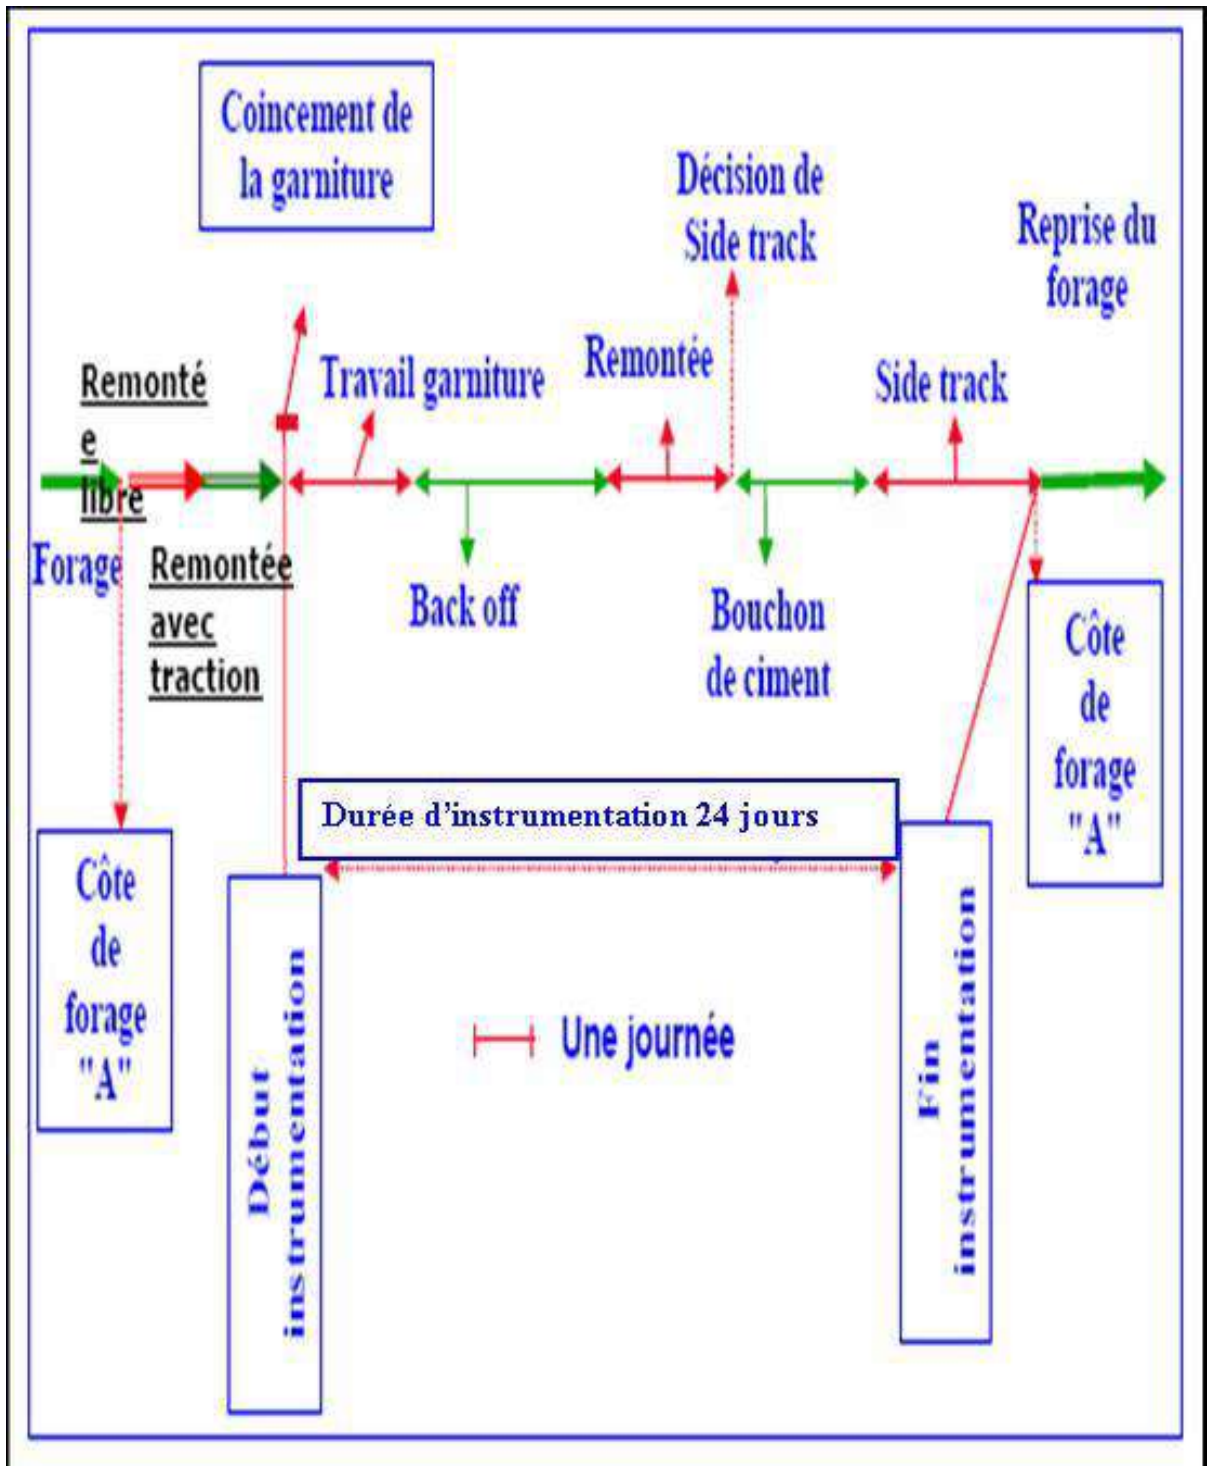 Coincement de
la garniture
Décision de
Side track
Reprise du
forage
Remonté
e
libre
Travail garniture
Remontée
Side track
Forage
Remontée
avec
traction
Back off
Bouchon
de ciment
Côte
de
forage
"A"
Durée d'instrumentation 24 jours
Côte
de
forage
"A"
Début
instrumentation
Une journée
Fin
instrumentation